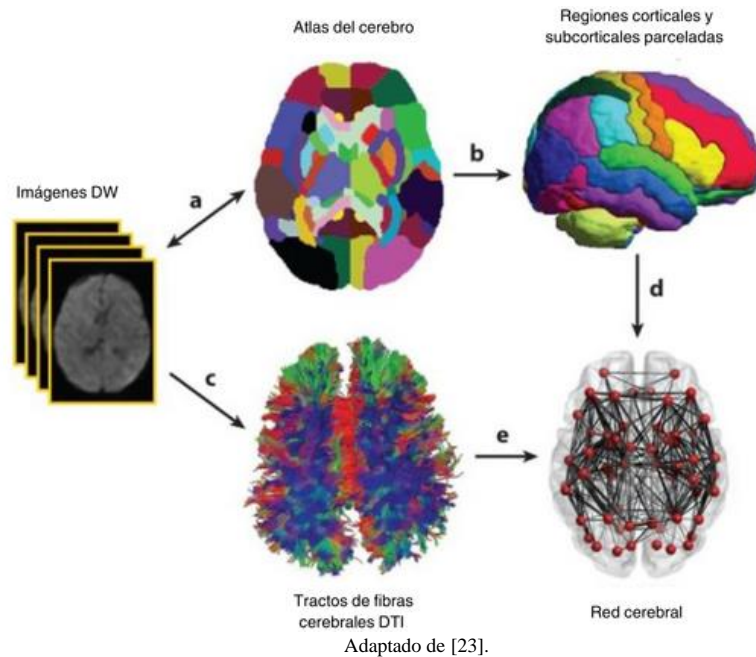 Atlas del cerebro
Regiones corticales y
subcorticales parceladas
Imágenes DW
a
b
c
d
e
Tractos de fibras
cerebrales DTI
Red cerebral
Adaptado de [23].